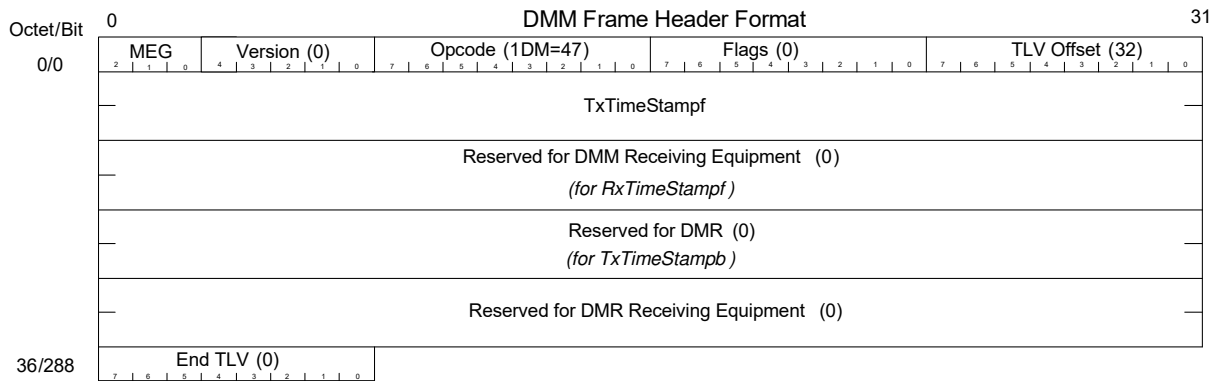 DMM Frame Header Format
Octet/Bit 0 31
MEG Version (0) Opcode (1DM=47) Flags (0) TLV Offset (32)
0/0 2 1 0 4 3 2 1 0 7 6 5 4 3 2 1 0 7 6 5 4 3 2 1 0 7 6 5 4 3 2 1 0
TxTimeStampf
Reserved for DMM Receiving Equipment (0)
(for RxTimeStampf )
Reserved for DMR (0)
(for TxTimeStampb )
Reserved for DMR Receiving Equipment (0)
36/288 End TLV (0)
7 6 5 4 3 2 1 0